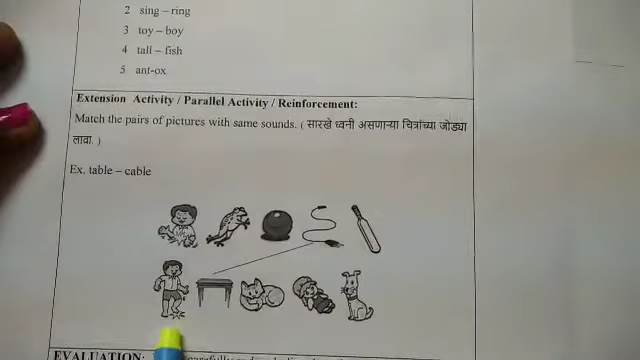 2 sing – ring
3 toy – boy
4 tall – fish
5 ant-ox
Extension Activity / Parallel Activity / Reinforcement:
Match the pairs of pictures with same sounds. ( सारखे ध्वनी असणाऱ्या चित्रांच्या जोड्या
लावा. )
Ex. table – cable
EVALUATION: